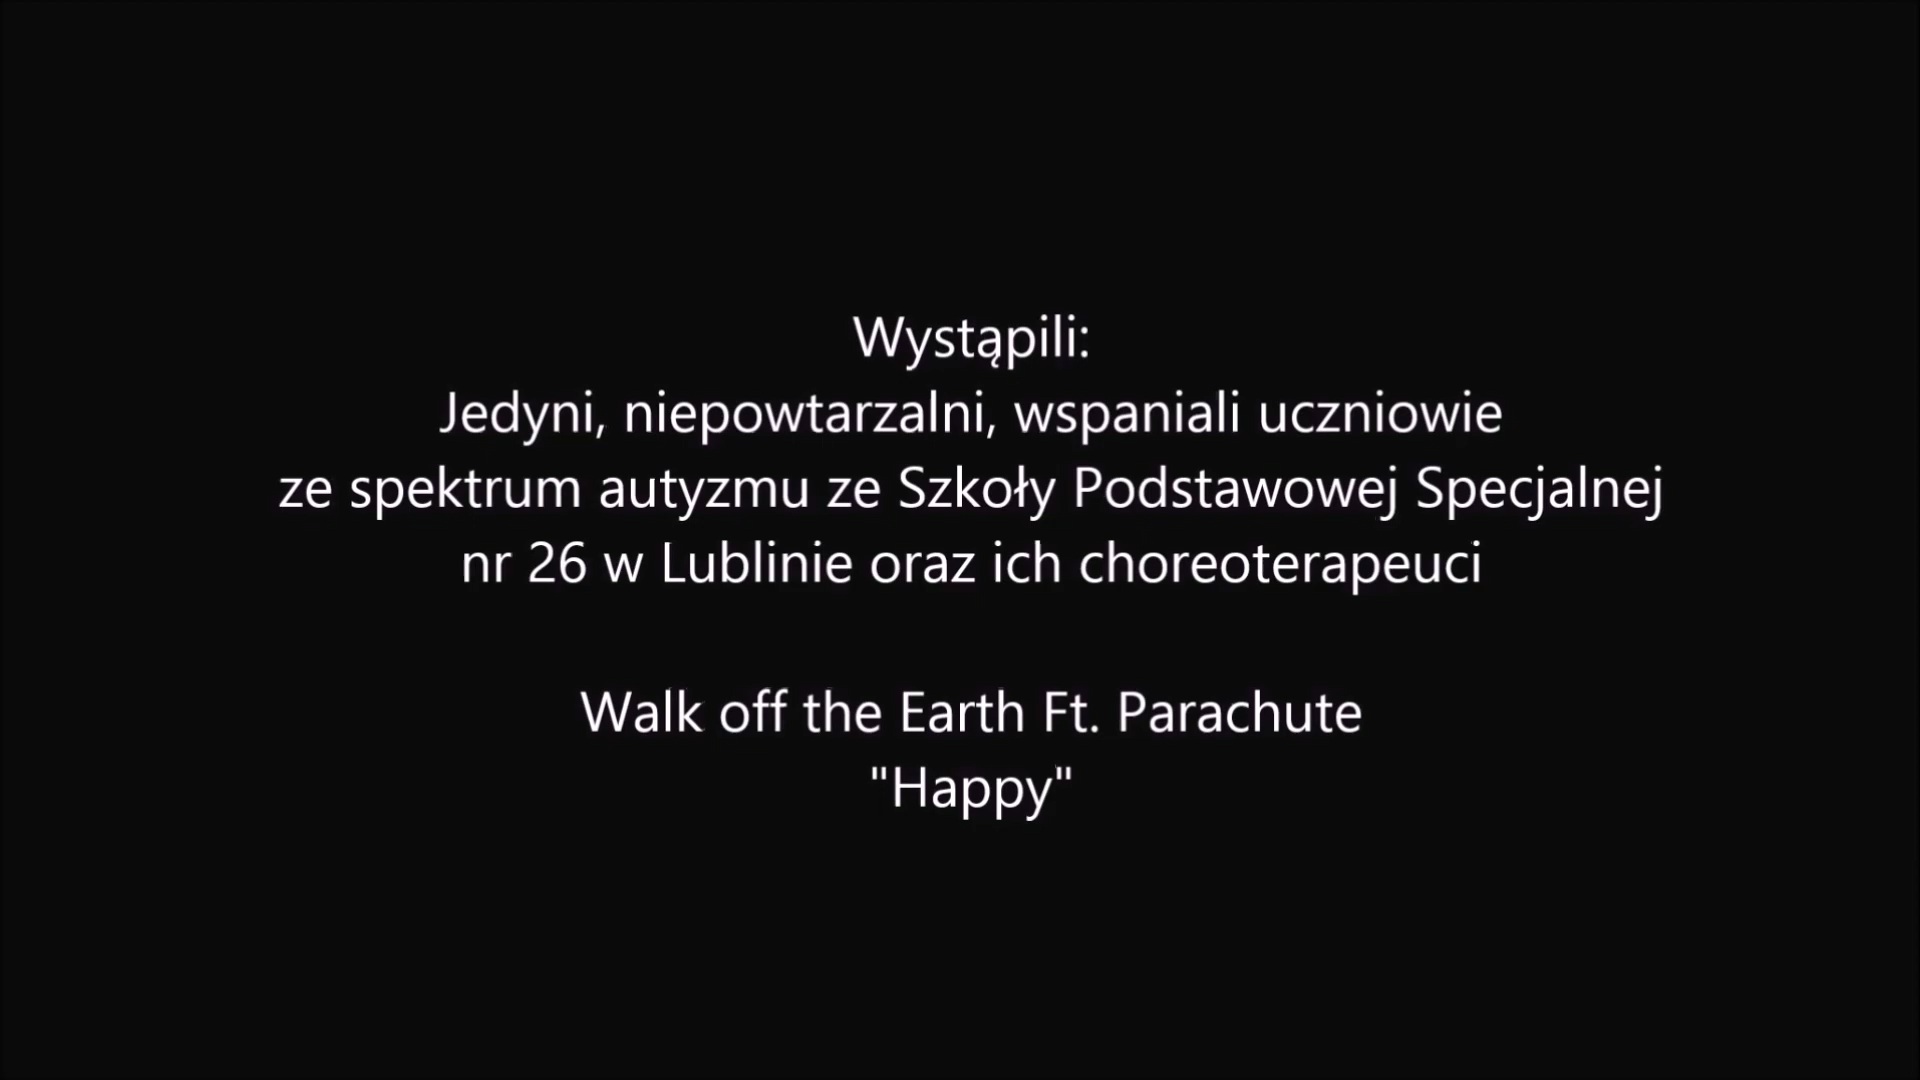 Wystąpili:
Jedyni, niepowtarzalni, wspaniali uczniowie
ze spektrum autyzmu ze Szkoły Podstawowej Specjalnej
nr 26 w Lublinie oraz ich choreoterapeuci
Walk off the Earth Ft. Parachute
"Happy"